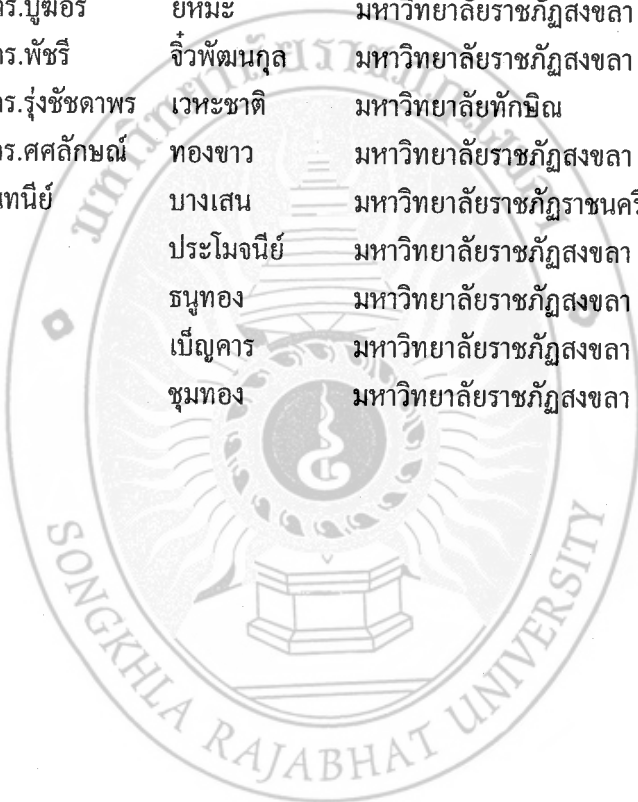 ดร.บูฆอรี ยีหมะ มหาวิทยาลัยราชภัฏสงขลา
ดร.พัชรี จิ๋วพัฒนกุล มหาวิทยาลัยราชภัฏสงขลา
ดร.รุ่งชัชดาพร เวหะชาติ มหาวิทยาลัยทักษิณ
ดร.ศศลักษณ์ ทองขาว มหาวิทยาลัยราชภัฏสงขลา
บางเสน
ประโมจนีย์ มหาวิทยาลัยราชภัฏสงขลา
ธนูทอง มหาวิทยาลัยราชภัฏสงขลา
เบ็ญคาร มหาวิทยาลัยราชภัฏสงขลา
ชุมทอง มหาวิทยาลัยราชภัฏสงขลา
มหาวิทยาลัยราชภัฏสงขลา
SONGKHLA RAJABHAT UNIVERSITY